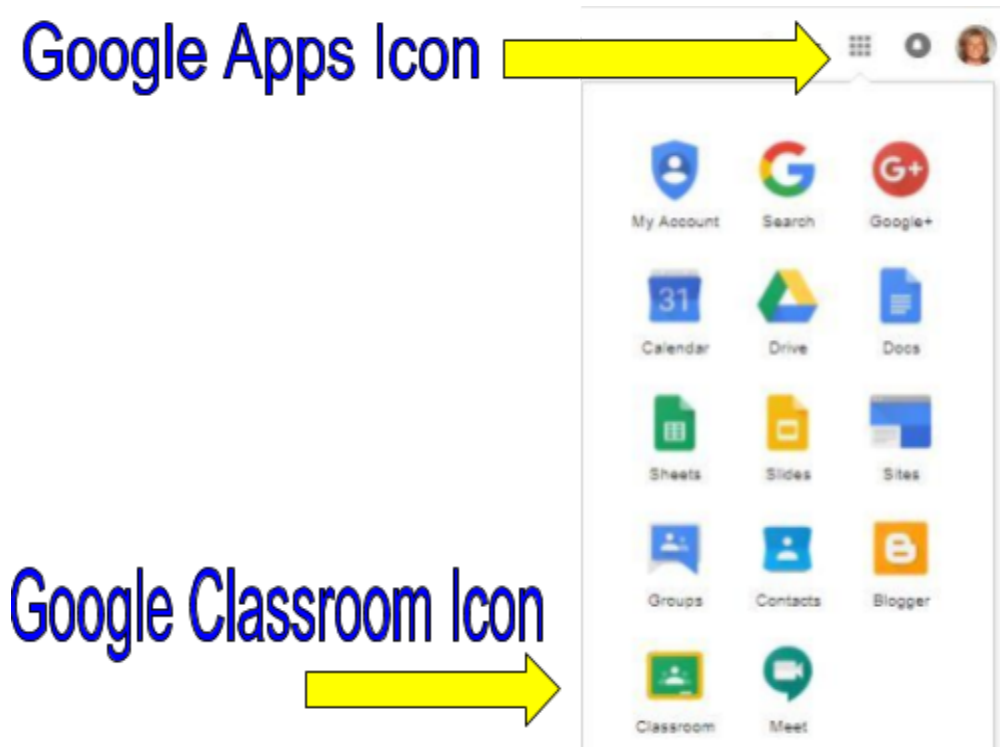 Google Apps Icon
G+
My Account Search Google+
31
Calendar Drive Docs
Sheets Slides Sites
Groups Contacts Blogger
Google Classroom Icon
Classroom Meet